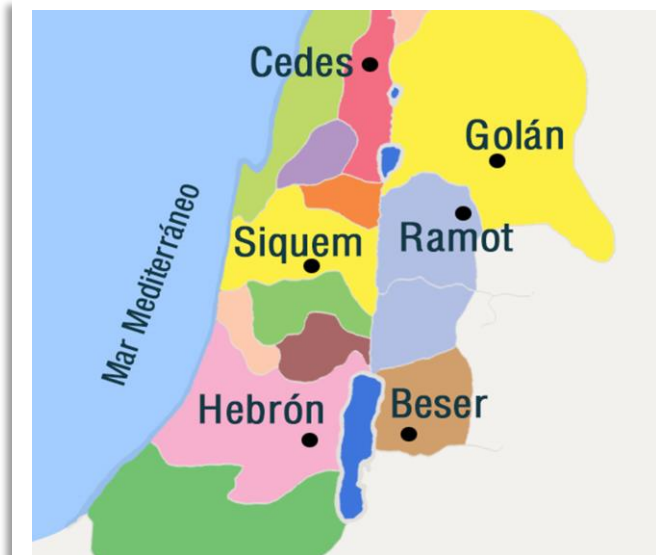 Cedes
Golán
Mar Mediterráneo
Siquem
Ramot
Hebrón
Beser